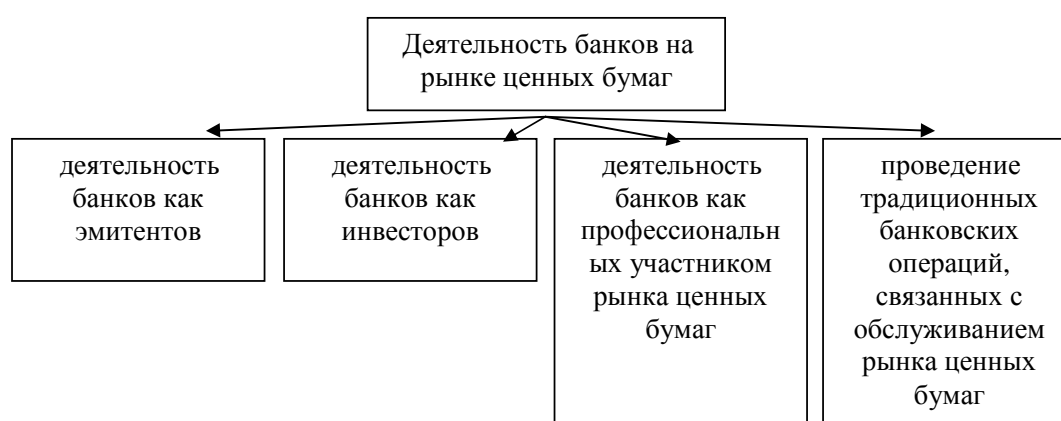 Деятельность банков на
рынке ценных бумаг
деятельность
банков как
эмитентов
деятельность
банков как
инвесторов
деятельность
банков как
профессиональн
ых участником
рынка ценных
бумаг
проведение
традиционных
банковских
операций,
связанных с
обслуживанием
рынка ценных
бумаг